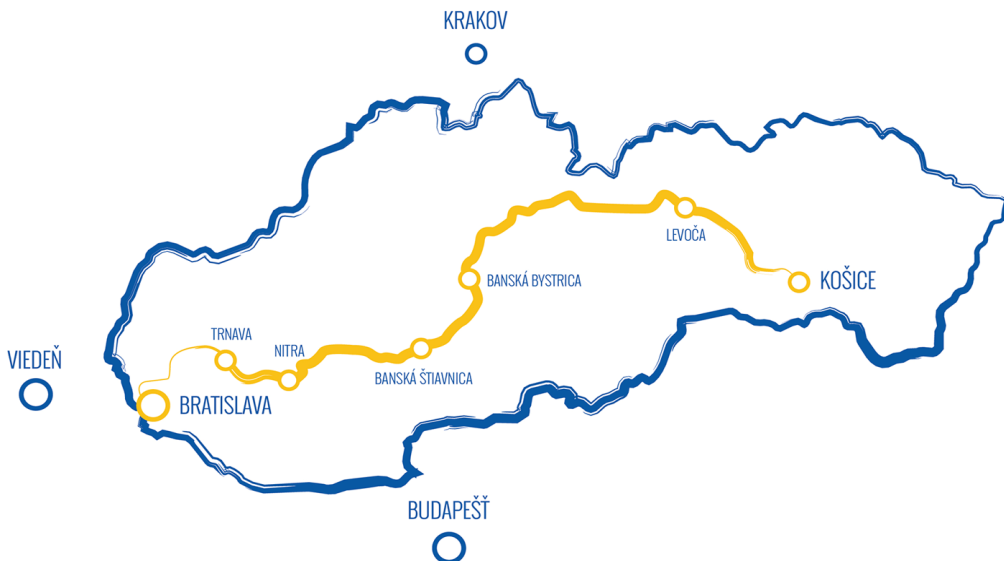 KRAKOV
LEVOČA
BANSKÁ BYSTRICA
KOŠICE
TRNAVA
NITRA
VIEDEŇ
BANSKÁ ŠTIAVNICA
BRATISLAVA
BUDAPEŠŤ